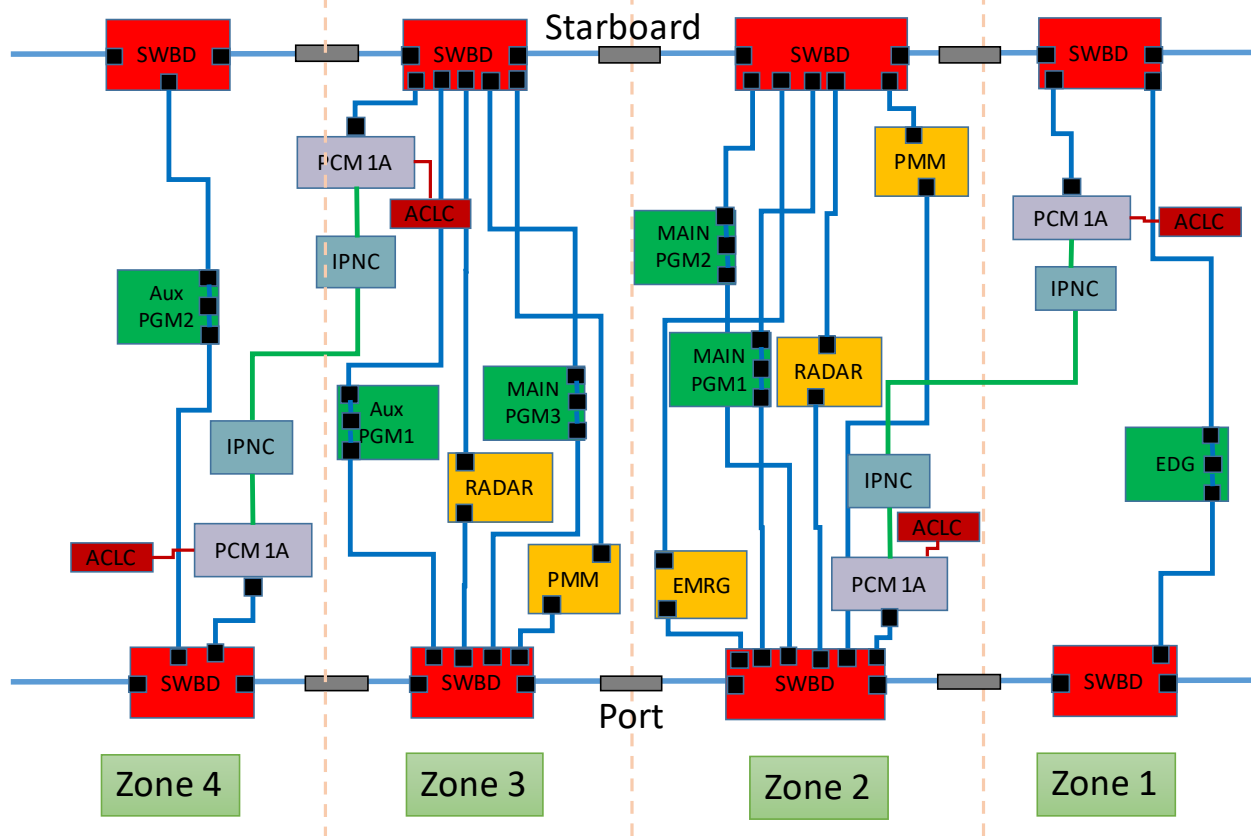 Starboard
SWBD
SWBD
SWBD
SWBD
PCM 1A
PMM
ACLC
PCM 1A
ACLC
MAIN
PGM2
IPNC
IPNC
Aux
PGM2
MAIN
PGM1
RADAR
MAIN
PGM3
Aux
PGM1
IPNC
EDG
RADAR
IPNC
ACLC
ACLC
PCM 1A
PMM
EMRG
PCM 1A
SWBD
SWBD
SWBD
SWBD
Port
Zone 4
Zone 3
Zone 2
Zone 1